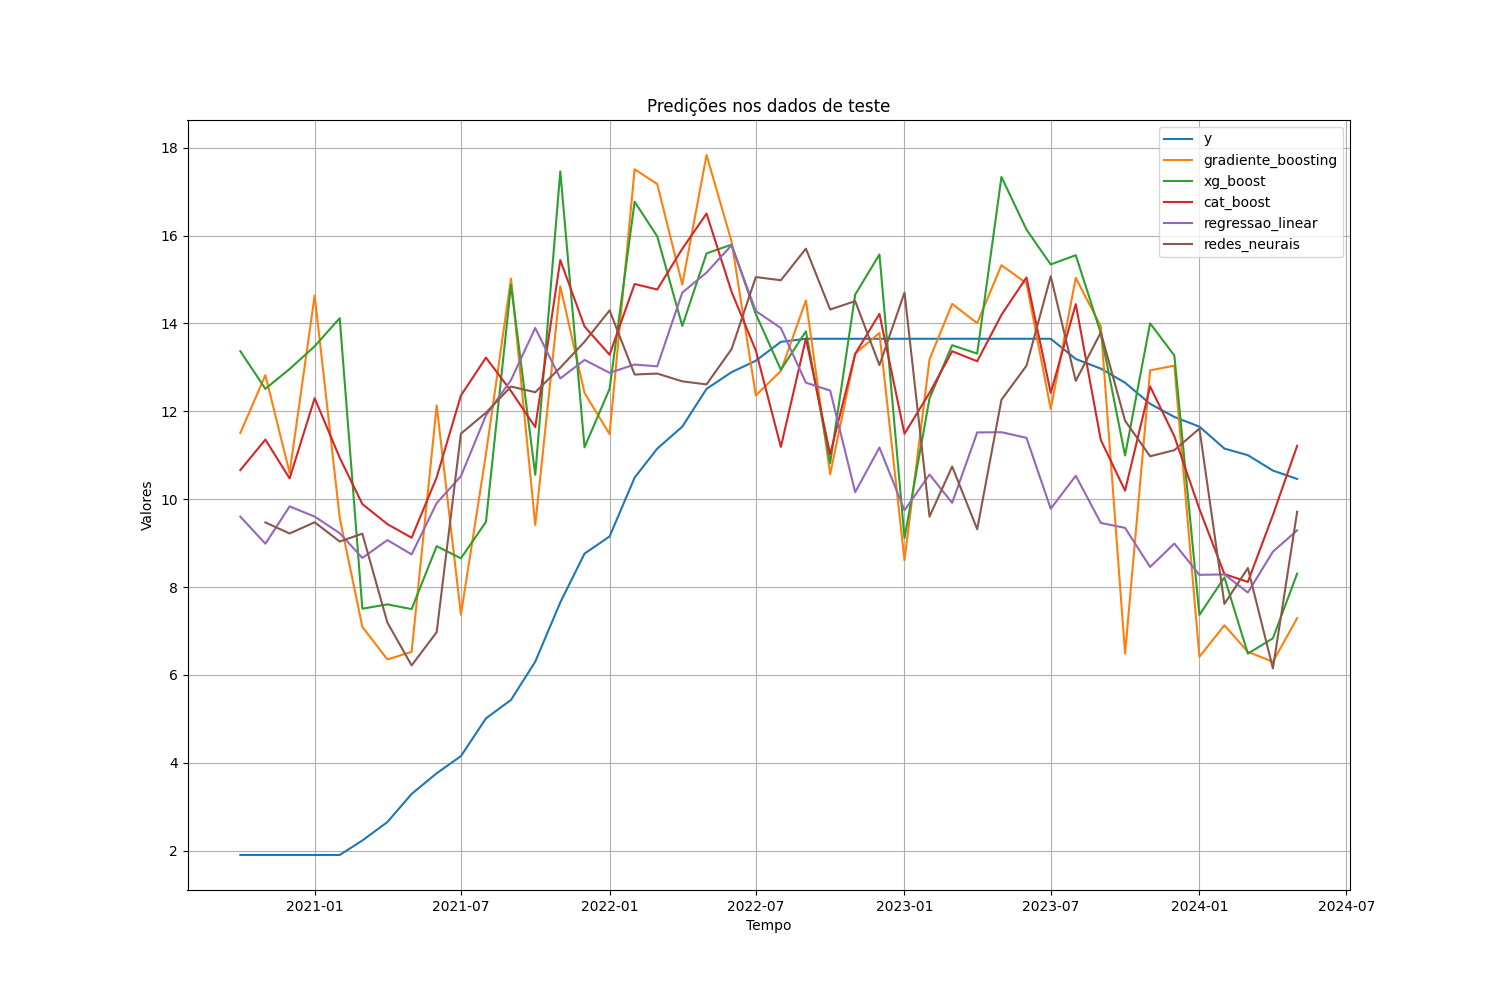 Predições nos dados de teste
y
gradiente_boosting
xg_boost
cat_boost
regressao_linear
redes_neurais
Valores
18
16
14
12
10
8
6
4
2
2021-01 2021-07 2022-01 2022-07 2023-01 2023-07 2024-01 2024-07
Tempo